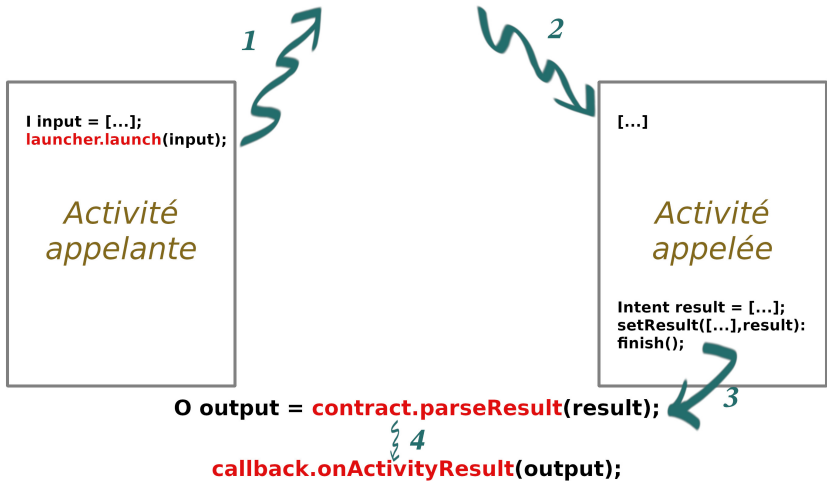 1
2
I input = [...];
launcher.launch(input);
[...]
Activité
appelante
Activité
appelée
Intent result = [...];
setResult([...],result):
finish();
3
O output = contract.parseResult(result);
4
callback.onActivityResult(output);